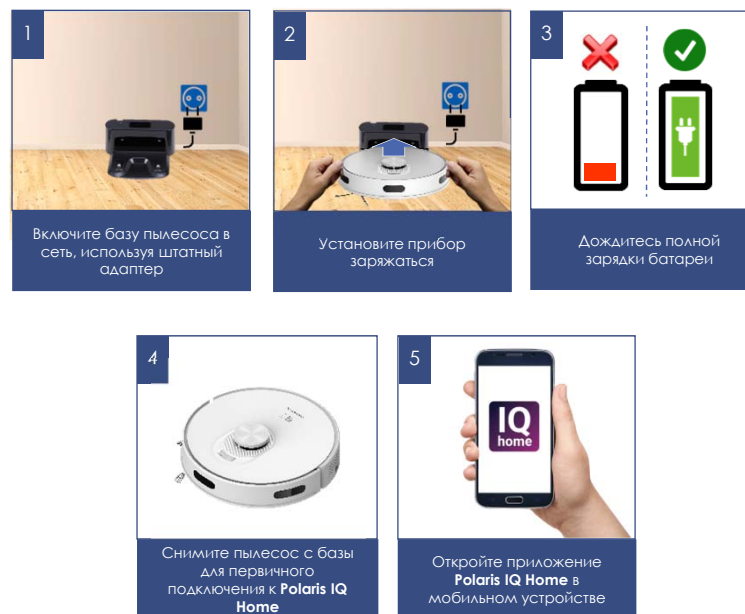 1
Включите базу пылесоса в
сеть, используя штатный
адаптер
2
Установите прибор
заряжаться
3
Дождитесь полной
зарядки батареи
4
Снимите пылесос с базы
для первичного
подключения к Polaris IQ
Home
5
IQ
home
Откройте приложение
Polaris IQ Home в
мобильном устройстве